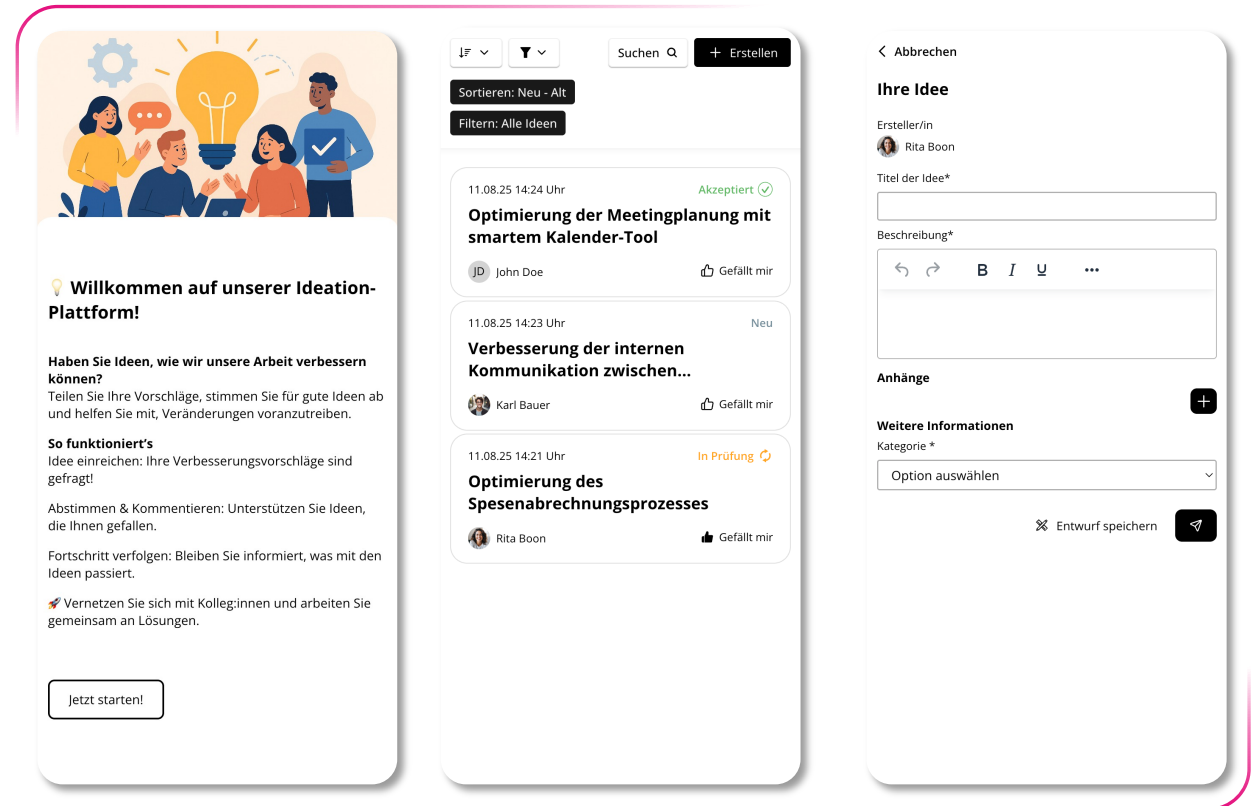 💡 Willkommen auf unserer Ideation-
Plattform!
Haben Sie Ideen, wie wir unsere Arbeit verbessern
können?
Teilen Sie Ihre Vorschläge, stimmen Sie für gute Ideen ab
und helfen Sie mit, Veränderungen voranzutreiben.
So funktioniert’s
Idee einreichen: Ihre Verbesserungsvorschläge sind
gefragt!
Abstimmen & Kommentieren: Unterstützen Sie Ideen,
die Ihnen gefallen.
Fortschritt verfolgen: Bleiben Sie informiert, was mit den
Ideen passiert.
🚀 Vernetzen Sie sich mit Kolleg:innen und arbeiten Sie
gemeinsam an Lösungen.
Jetzt starten!
Suchen
+ Erstellen
Sortieren: Neu - Alt
Filtern: Alle Ideen
11.08.25 14:24 Uhr
Akzeptiert
Optimierung der Meetingplanung mit
smartem Kalender-Tool
JD John Doe
Gefällt mir
11.08.25 14:23 Uhr
Neu
Verbesserung der internen
Kommunikation zwischen...
Karl Bauer
Gefällt mir
11.08.25 14:21 Uhr
In Prüfung
Optimierung des
Spesenabrechnungsprozesses
Rita Boon
Gefällt mir
Abbrechen
Ihre Idee
Ersteller/in
Rita Boon
Titel der Idee*
Beschreibung*
B I U ...
Anhänge
+
Weitere Informationen
Kategorie *
Option auswählen
Entwurf speichern